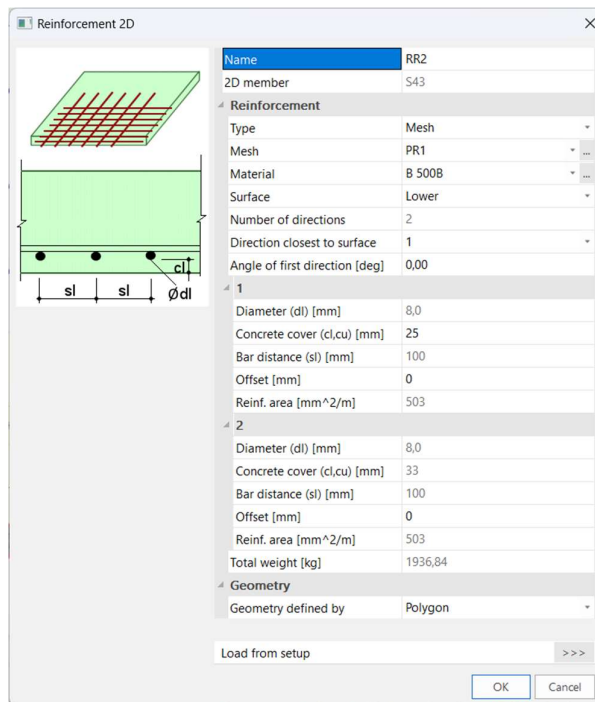 Reinforcement 2D
Name RR2
2D member S43
Reinforcement
Type Mesh
Mesh PR1 ...
Material B 500B ...
Surface Lower
Number of directions 2
Direction closest to surface 1
Angle of first direction [deg] 0,00
1
Diameter (dl) [mm] 8,0
Concrete cover (cl,cu) [mm] 25
Bar distance (sl) [mm] 100
Offset [mm] 0
Reinf. area [mm^2/m] 503
2
Diameter (dl) [mm] 8,0
Concrete cover (cl,cu) [mm] 33
Bar distance (sl) [mm] 100
Offset [mm] 0
Reinf. area [mm^2/m] 503
Total weight [kg] 1936,84
Geometry
Geometry defined by Polygon
Load from setup >>>
OK Cancel
cl
sl sl Ødl